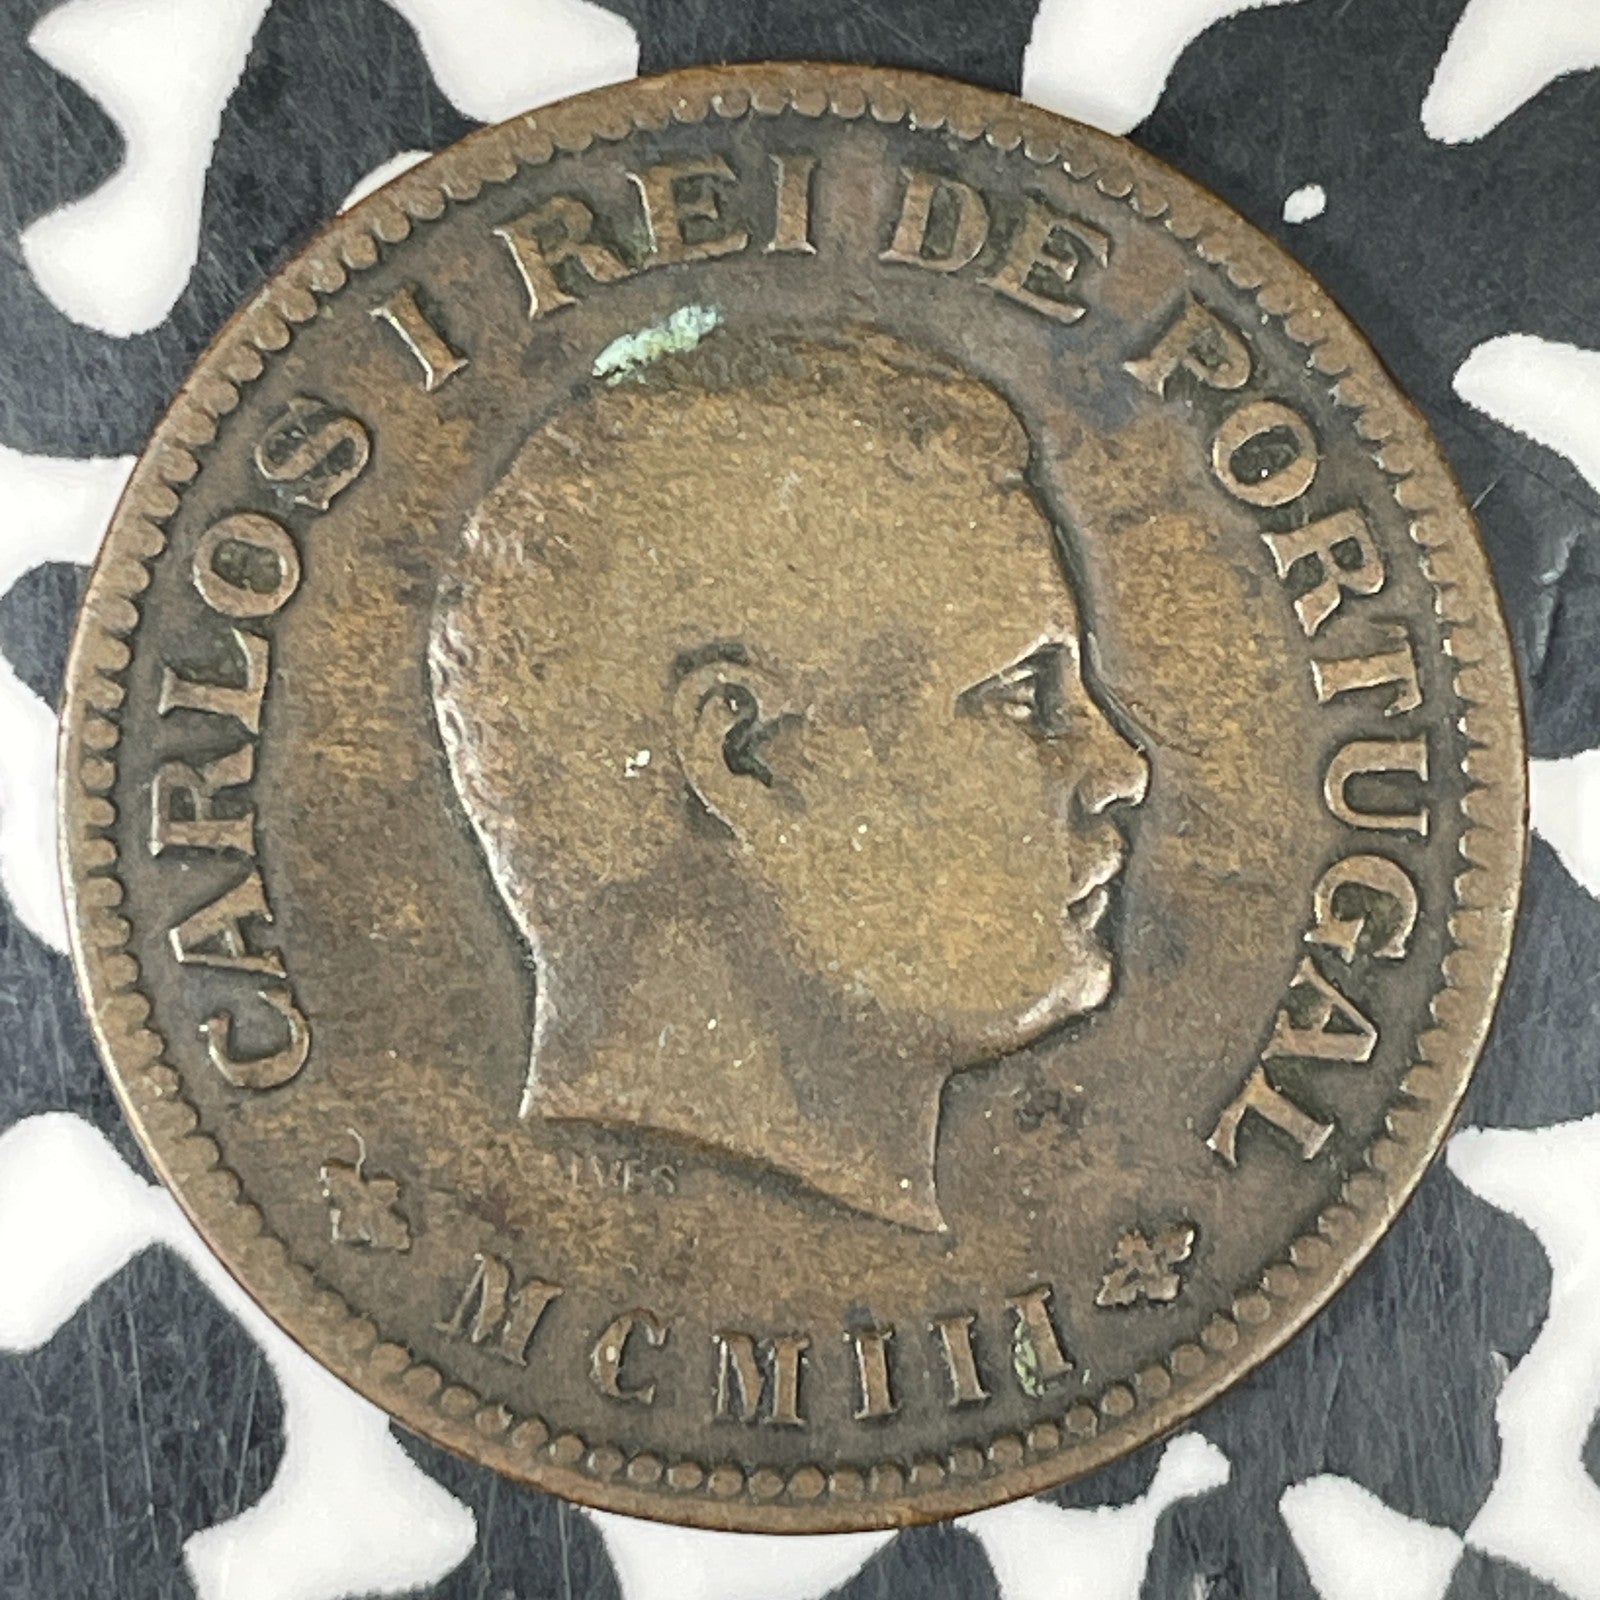 CARLOS I REI DE PORTUGAL
MCMIII